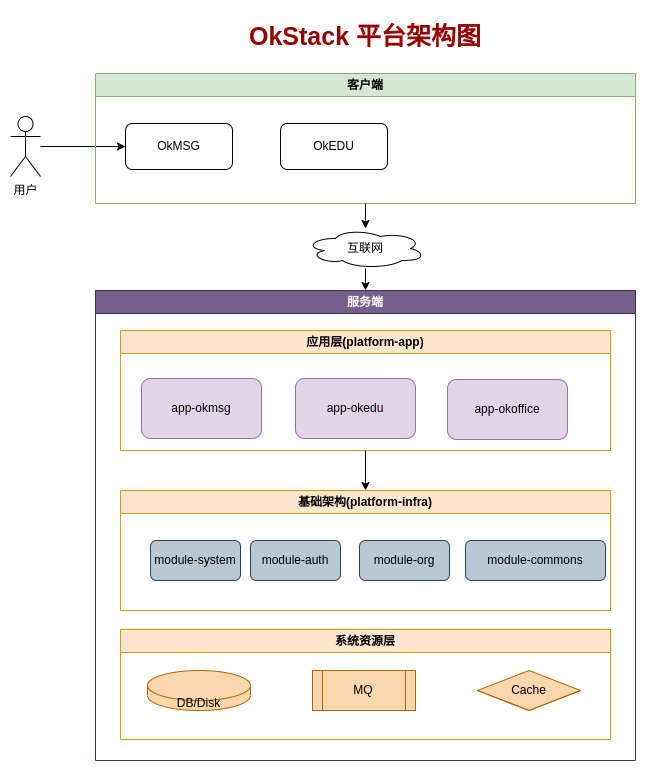 OkStack 平台架构图
客户端
OkMSG
OkEDU
用户
互联网
服务端
应用层(platform-app)
app-okmsg
app-okedu
app-okoffice
基础架构(platform-infra)
module-system
module-auth
module-org
module-commons
系统资源层
DB/Disk
MQ
Cache